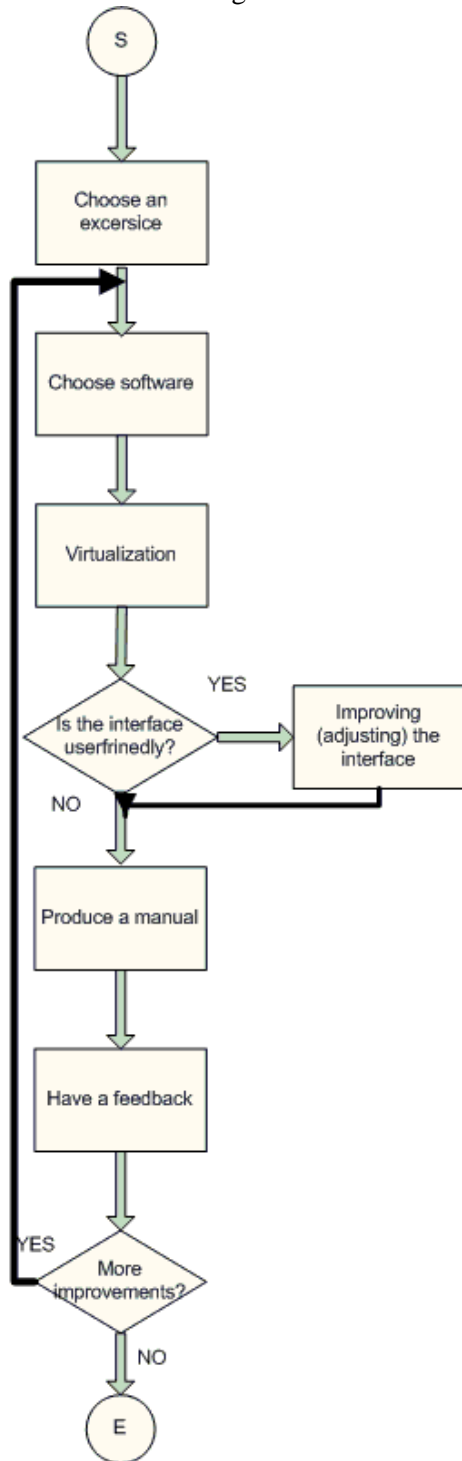 S
Choose an
excersice
Choose software
Virtualization
YES
Is the interface
userfrinedly?
Improving
(adjusting) the
interface
NO
Produce a manual
Have a feedback
YES
More
improvements?
NO
E